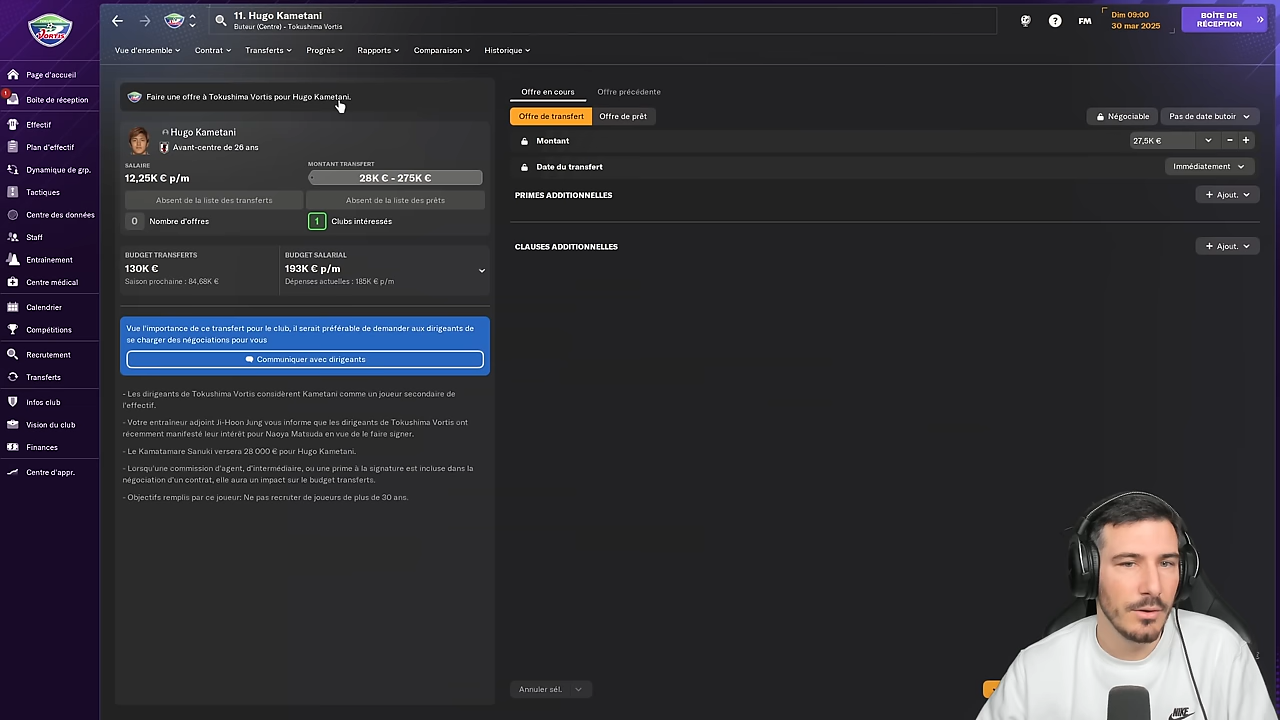 VORTIS
11. Hugo Kametani
Buteur (Centre) - Tokushima Vortis
FM
Dim 09:00
30 mar 2025
BOÎTE DE
RÉCEPTION
Vue d'ensemble
Contrat
Transferts
Progrès
Rapports
Comparaison
Historique
Page d'accueil
1
Boîte de réception
Effectif
Plan d'effectif
Dynamique de grp.
Tactiques
Centre des données
Staff
Entraînement
Centre médical
Calendrier
Compétitions
Recrutement
Transferts
Infos club
Vision du club
Finances
Centre d'appr.
Faire une offre à Tokushima Vortis pour Hugo Kametani.
Hugo Kametani
Avant-centre de 26 ans
SALAIRE
12,25K € p/m
MONTANT TRANSFERT
28K € - 275K €
Absent de la liste des transferts
Absent de la liste des prêts
0
Nombre d'offres
1
Clubs intéressés
BUDGET TRANSFERTS
130K €
Saison prochaine : 84,68K €
BUDGET SALARIAL
193K € p/m
Dépenses actuelles : 185K € p/m
Vue l'importance de ce transfert pour le club, il serait préférable de demander aux dirigeants de
se charger des négociations pour vous
Communiquer avec dirigeants
- Les dirigeants de Tokushima Vortis considèrent Kametani comme un joueur secondaire de
l'effectif.
- Votre entraîneur adjoint Ji-Hoon Jung vous informe que les dirigeants de Tokushima Vortis ont
récemment manifesté leur intérêt pour Naoya Matsuda en vue de le faire signer.
- Le Kamatamare Sanuki versera 28 000 € pour Hugo Kametani.
- Lorsqu'une commission d'agent, d'intermédiaire, ou une prime à la signature est incluse dans la
négociation d'un contrat, elle aura un impact sur le budget transferts.
- Objectifs remplis par ce joueur: Ne pas recruter de joueurs de plus de 30 ans.
Offre en cours
Offre précédente
Offre de transfert
Offre de prêt
Négociable
Pas de date butoir
Montant
27,5K €
Date du transfert
Immédiatement
PRIMES ADDITIONNELLES
Ajout.
CLAUSES ADDITIONNELLES
Ajout.
Annuler sél.
NIKE